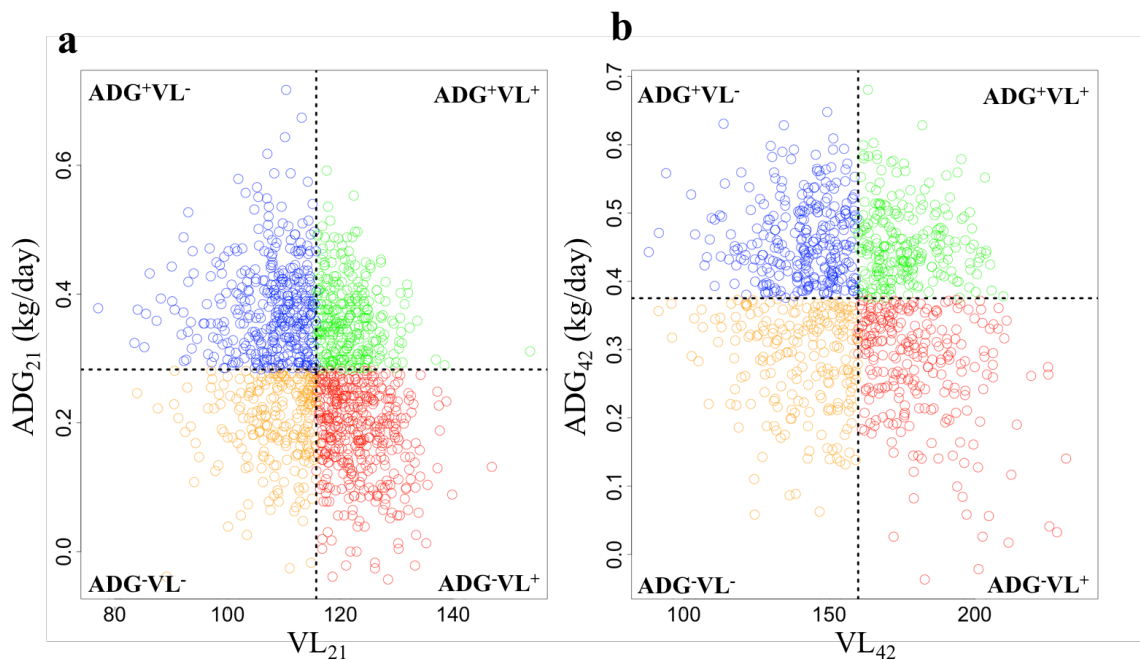 a
ADG⁺VL⁻ ADG⁺VL⁺
ADG₂₁ (kg/day)
0.6
0.4
0.2
0.0
ADG⁻VL⁻ ADG⁻VL⁺
80 100 120 140
VL₂₁
b
ADG⁺VL⁻ ADG⁺VL⁺
ADG₄₂ (kg/day)
0.7
0.6
0.5
0.4
0.3
0.2
0.1
0.0
ADG⁻VL⁻ ADG⁻VL⁺
100 150 200
VL₄₂